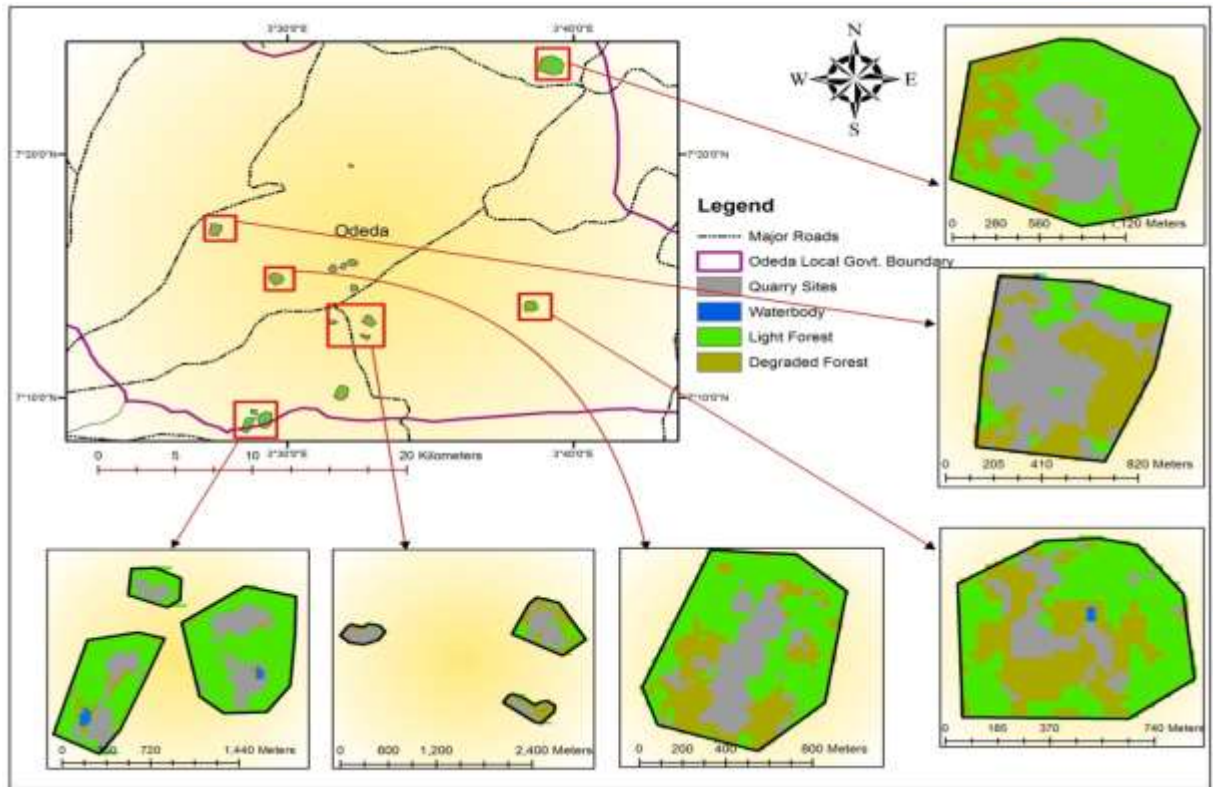 3°30'0"E
3°40'0"E
N
W
E
S
7°20'0"N
7°20'0"N
Odeda
7°10'0"N
7°10'0"N
3°30'0"E
3°40'0"E
0 5 10 20 Kilometers
Legend
Major Roads
Odeda Local Govt. Boundary
Quarry Sites
Waterbody
Light Forest
Degraded Forest
0 280 560 1,120 Meters
0 205 410 820 Meters
0 185 370 740 Meters
0 720 1,440 Meters
0 600 1,200 2,400 Meters
0 200 400 800 Meters